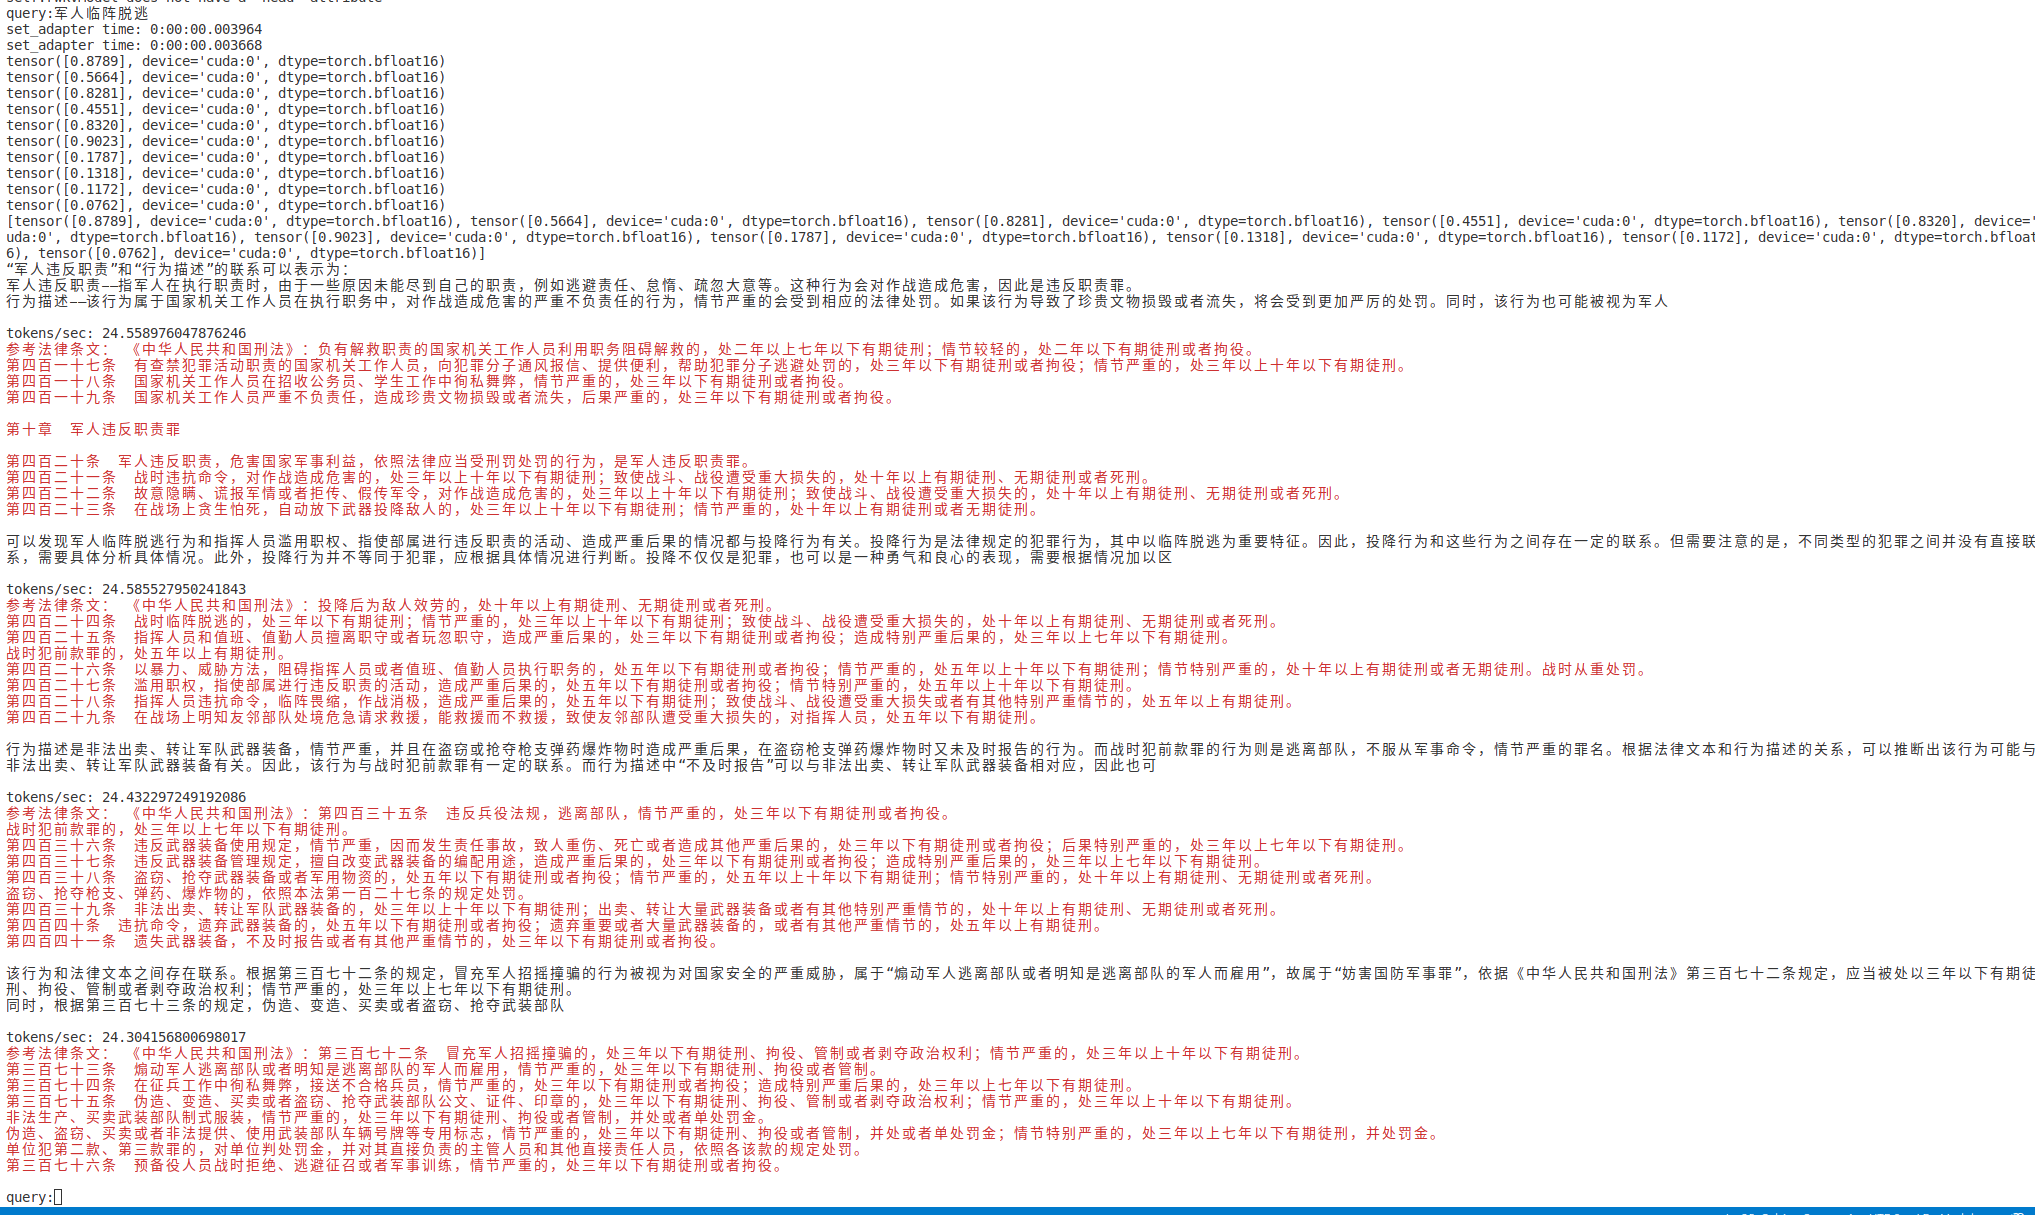 query:军人临阵脱逃
set_adapter time: 0:00:00.003964
set_adapter time: 0:00:00.003668
tensor([0.8789], device='cuda:0', dtype=torch.bfloat16)
tensor([0.5664], device='cuda:0', dtype=torch.bfloat16)
tensor([0.8281], device='cuda:0', dtype=torch.bfloat16)
tensor([0.4551], device='cuda:0', dtype=torch.bfloat16)
tensor([0.8320], device='cuda:0', dtype=torch.bfloat16)
tensor([0.9023], device='cuda:0', dtype=torch.bfloat16)
tensor([0.1787], device='cuda:0', dtype=torch.bfloat16)
tensor([0.1318], device='cuda:0', dtype=torch.bfloat16)
tensor([0.1172], device='cuda:0', dtype=torch.bfloat16)
tensor([0.0762], device='cuda:0', dtype=torch.bfloat16)
[tensor([0.8789], device='cuda:0', dtype=torch.bfloat16), tensor([0.5664], device='cuda:0', dtype=torch.bfloat16), tensor([0.8281], device='cuda:0', dtype=torch.bfloat16), tensor([0.4551], device='cuda:0', dtype=torch.bfloat16), tensor([0.8320], device='
uda:0', dtype=torch.bfloat16), tensor([0.9023], device='cuda:0', dtype=torch.bfloat16), tensor([0.1787], device='cuda:0', dtype=torch.bfloat16), tensor([0.1318], device='cuda:0', dtype=torch.bfloat16), tensor([0.1172], device='cuda:0', dtype=torch.bfloat
6), tensor([0.0762], device='cuda:0', dtype=torch.bfloat16)]
“军人违反职责”和“行为描述”的联系可以表示为：
军人违反职责——指军人在执行职责时，由于一些原因未能尽到自己的职责，例如逃避责任、怠惰、疏忽大意等。这种行为会对作战造成危害，因此是违反职责罪。
行为描述——该行为属于国家机关工作人员在执行职务中，对作战造成危害的严重不负责任的行为，情节严重的会受到相应的法律处罚。如果该行为导致了珍贵文物损毁或者流失，将会受到更加严厉的处罚。同时，该行为也可能被视为军人
tokens/sec: 24.558976047876246
参考法律条文： 《中华人民共和国刑法》：负有解救职责的国家机关工作人员利用职务阻碍解救的，处二年以上七年以下有期徒刑；情节较轻的，处二年以下有期徒刑或者拘役。
第四百一十七条　有查禁犯罪活动职责的国家机关工作人员，向犯罪分子通风报信、提供便利，帮助犯罪分子逃避处罚的，处三年以下有期徒刑或者拘役；情节严重的，处三年以上十年以下有期徒刑。
第四百一十八条　国家机关工作人员在招收公务员、学生工作中徇私舞弊，情节严重的，处三年以下有期徒刑或者拘役。
第四百一十九条　国家机关工作人员严重不负责任，造成珍贵文物损毁或者流失，后果严重的，处三年以下有期徒刑或者拘役。
第十章　军人违反职责罪
第四百二十条　军人违反职责，危害国家军事利益，依照法律应当受刑罚处罚的行为，是军人违反职责罪。
第四百二十一条　战时违抗命令，对作战造成危害的，处三年以上十年以下有期徒刑；致使战斗、战役遭受重大损失的，处十年以上有期徒刑、无期徒刑或者死刑。
第四百二十二条　故意隐瞒、谎报军情或者拒传、假传军令，对作战造成危害的，处三年以上十年以下有期徒刑；致使战斗、战役遭受重大损失的，处十年以上有期徒刑、无期徒刑或者死刑。
第四百二十三条　在战场上贪生怕死，自动放下武器投降敌人的，处三年以上十年以下有期徒刑；情节严重的，处十年以上有期徒刑或者无期徒刑。
可以发现军人临阵脱逃行为和指挥人员滥用职权、指使部属进行违反职责的活动、造成严重后果的情况都与投降行为有关。投降行为是法律规定的犯罪行为，其中以临阵脱逃为重要特征。因此，投降行为和这些行为之间存在一定的联系。但需要注意的是，不同类型的犯罪之间并没有直接联
系，需要具体分析具体情况。此外，投降行为并不等同于犯罪，应根据具体情况进行判断。投降不仅仅是犯罪，也可以是一种勇气和良心的表现，需要根据情况加以区
tokens/sec: 24.585527950241843
参考法律条文： 《中华人民共和国刑法》：投降后为敌人效劳的，处十年以上有期徒刑、无期徒刑或者死刑。
第四百二十四条　战时临阵脱逃的，处三年以下有期徒刑；情节严重的，处三年以上十年以下有期徒刑；致使战斗、战役遭受重大损失的，处十年以上有期徒刑、无期徒刑或者死刑。
第四百二十五条　指挥人员和值班、值勤人员擅离职守或者玩忽职守，造成严重后果的，处三年以下有期徒刑或者拘役；造成特别严重后果的，处三年以上七年以下有期徒刑。
战时犯前款罪的，处五年以上有期徒刑。
第四百二十六条　以暴力、威胁方法，阻碍指挥人员或者值班、值勤人员执行职务的，处五年以下有期徒刑或者拘役；情节严重的，处五年以上十年以下有期徒刑；情节特别严重的，处十年以上有期徒刑或者无期徒刑。战时从重处罚。
第四百二十七条　滥用职权，指使部属进行违反职责的活动，造成严重后果的，处五年以下有期徒刑或者拘役；情节特别严重的，处五年以上十年以下有期徒刑。
第四百二十八条　指挥人员违抗命令，临阵畏缩，作战消极，造成严重后果的，处五年以下有期徒刑；致使战斗、战役遭受重大损失或者有其他特别严重情节的，处五年以上有期徒刑。
第四百二十九条　在战场上明知友邻部队处境危急请求救援，能救援而不救援，致使友邻部队遭受重大损失的，对指挥人员，处五年以下有期徒刑。
行为描述是非法出卖、转让军队武器装备，情节严重，并且在盗窃或抢夺枪支弹药爆炸物时造成严重后果，在盗窃枪支弹药爆炸物时又未及时报告的行为。而战时犯前款罪的行为则是逃离部队，不服从军事命令，情节严重的罪名。根据法律文本和行为描述的关系，可以推断出该行为可能与
非法出卖、转让军队武器装备有关。因此，该行为与战时犯前款罪有一定的联系。而行为描述中“不及时报告”可以与非法出卖、转让军队武器装备相对应，因此也可
tokens/sec: 24.432297249192086
参考法律条文： 《中华人民共和国刑法》：第四百三十五条　违反兵役法规，逃离部队，情节严重的，处三年以下有期徒刑或者拘役。
战时犯前款罪的，处三年以上七年以下有期徒刑。
第四百三十六条　违反武器装备使用规定，情节严重，因而发生责任事故，致人重伤、死亡或者造成其他严重后果的，处三年以下有期徒刑或者拘役；后果特别严重的，处三年以上七年以下有期徒刑。
第四百三十七条　违反武器装备管理规定，擅自改变武器装备的编配用途，造成严重后果的，处三年以下有期徒刑或者拘役；造成特别严重后果的，处三年以上七年以下有期徒刑。
第四百三十八条　盗窃、抢夺武器装备或者军用物资的，处五年以下有期徒刑或者拘役；情节严重的，处五年以上十年以下有期徒刑；情节特别严重的，处十年以上有期徒刑、无期徒刑或者死刑。
盗窃、抢夺枪支、弹药、爆炸物的，依照本法第一百二十七条的规定处罚。
第四百三十九条　非法出卖、转让军队武器装备的，处三年以上十年以下有期徒刑；出卖、转让大量武器装备或者有其他特别严重情节的，处十年以上有期徒刑、无期徒刑或者死刑。
第四百四十条　违抗命令，遗弃武器装备的，处五年以下有期徒刑或者拘役；遗弃重要或者大量武器装备的，或者有其他严重情节的，处五年以上有期徒刑。
第四百四十一条　遗失武器装备，不及时报告或者有其他严重情节的，处三年以下有期徒刑或者拘役。
该行为和法律文本之间存在联系。根据第三百七十二条的规定，冒充军人招摇撞骗的行为被视为对国家安全的严重威胁，属于“煽动军人逃离部队或者明知是逃离部队的军人而雇用”，故属于“妨害国防军事罪”，依据《中华人民共和国刑法》第三百七十二条规定，应当被处以三年以下有期徒
刑、拘役、管制或者剥夺政治权利；情节严重的，处三年以上七年以下有期徒刑。
同时，根据第三百七十三条的规定，伪造、变造、买卖或者盗窃、抢夺武装部队
tokens/sec: 24.304156800698017
参考法律条文： 《中华人民共和国刑法》：第三百七十二条　冒充军人招摇撞骗的，处三年以下有期徒刑、拘役、管制或者剥夺政治权利；情节严重的，处三年以上十年以下有期徒刑。
第三百七十三条　煽动军人逃离部队或者明知是逃离部队的军人而雇用，情节严重的，处三年以下有期徒刑、拘役或者管制。
第三百七十四条　在征兵工作中徇私舞弊，接送不合格兵员，情节严重的，处三年以下有期徒刑或者拘役；造成特别严重后果的，处三年以上七年以下有期徒刑。
第三百七十五条　伪造、变造、买卖或者盗窃、抢夺武装部队公文、证件、印章的，处三年以下有期徒刑、拘役、管制或者剥夺政治权利；情节严重的，处三年以上十年以下有期徒刑。
非法生产、买卖武装部队制式服装，情节严重的，处三年以下有期徒刑、拘役或者管制，并处或者单处罚金。
伪造、盗窃、买卖或者非法提供、使用武装部队车辆号牌等专用标志，情节严重的，处三年以下有期徒刑、拘役或者管制，并处或者单处罚金；情节特别严重的，处三年以上七年以下有期徒刑，并处罚金。
单位犯第二款、第三款罪的，对单位判处罚金，并对其直接负责的主管人员和其他直接责任人员，依照各该款的规定处罚。
第三百七十六条　预备役人员战时拒绝、逃避征召或者军事训练，情节严重的，处三年以下有期徒刑或者拘役。
query: